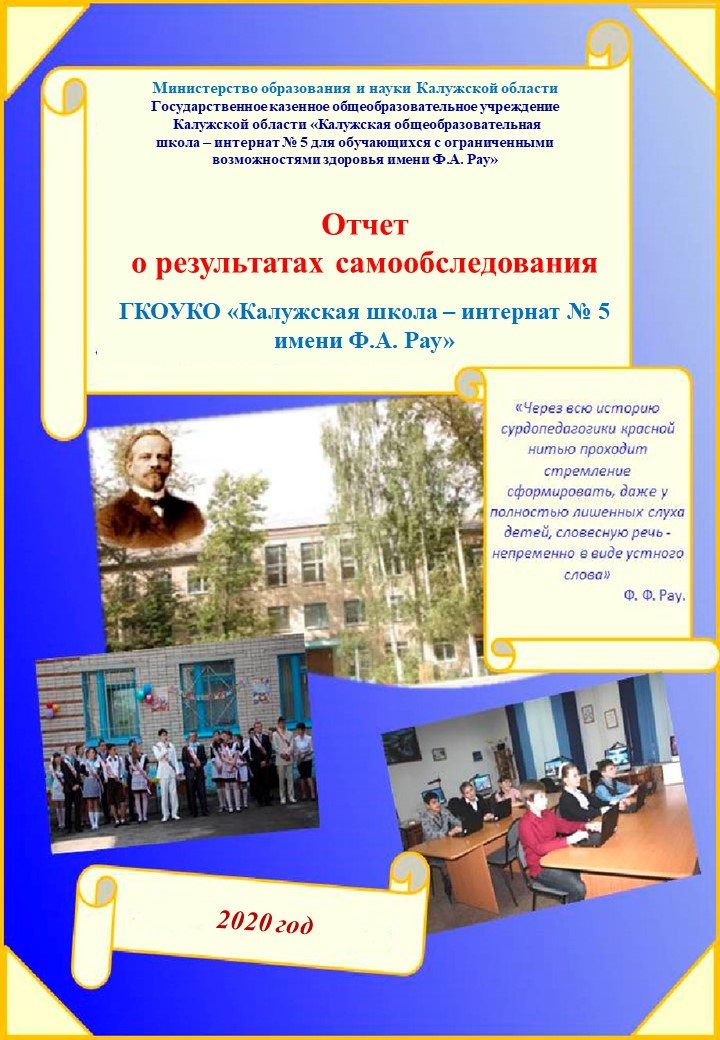 Министерство образования и науки Калужской области
Государственное казенное общеобразовательное учреждение
Калужской области «Калужская общеобразовательная
школа – интернат № 5 для обучающихся с ограниченными
возможностями здоровья имени Ф.А. Рау»
Отчет
о результатах самообследования
ГКОУКО «Калужская школа – интернат № 5
имени Ф.А. Рау»
«Через всю историю
сурдопедагогики красной
нитью проходит
стремление
сформировать, даже у
полностью лишенных слуха
детей, словесную речь -
непременно в виде устного
слова»
Ф. Ф. Рау.
2020 год